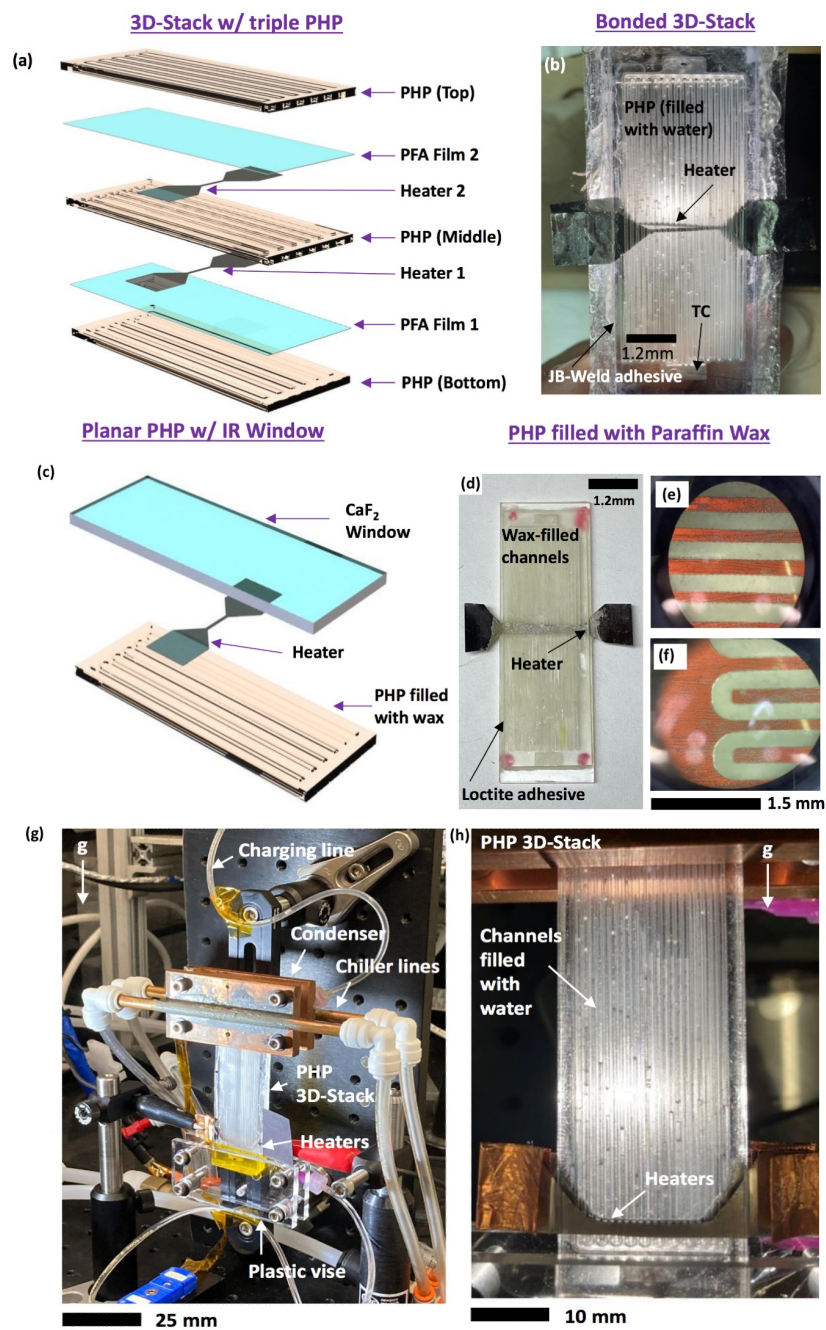 3D-Stack w/ triple PHP
(a)
PHP (Top)
PFA Film 2
Heater 2
PHP (Middle)
Heater 1
PFA Film 1
PHP (Bottom)
Bonded 3D-Stack
(b)
PHP (filled
with water)
Heater
TC
1.2mm
JB-Weld adhesive
Planar PHP w/ IR Window
(c)
CaF2
Window
Heater
PHP filled
with wax
PHP filled with Paraffin Wax
(d)
1.2mm
Wax-filled
channels
Heater
Loctite adhesive
(e)
(f)
1.5 mm
(g)
g
Charging line
Condenser
Chiller lines
PHP
3D-Stack
Heaters
Plastic vise
25 mm
(h)
PHP 3D-Stack
g
Channels
filled
with
water
Heaters
10 mm